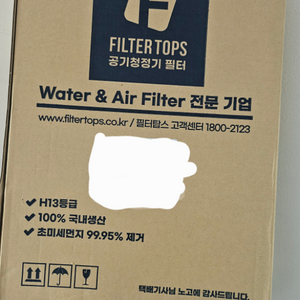 F
FILTER TOPS
공기청정기 필터
Water & Air Filter 전문 기업
www.filtertops.co.kr / 필터탑스 고객센터 1800-2123
H13등급
100% 국내생산
초미세먼지 99.95% 제거
택배기사님 노고에 감사드립니다.